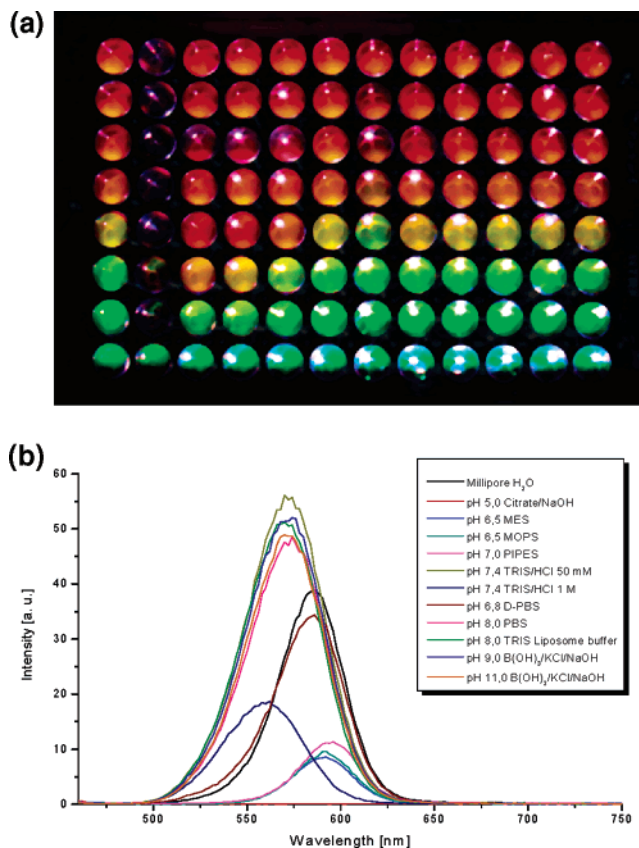 (a)
(b)
60
50
40
30
20
10
0
Intensity [a. u.]
500
550
600
650
700
750
Wavelength [nm]
Millipore H₂O
pH 5,0 Citrate/NaOH
pH 6,5 MES
pH 6,5 MOPS
pH 7,0 PIPES
pH 7,4 TRIS/HCl 50 mM
pH 7,4 TRIS/HCl 1 M
pH 6,8 D-PBS
pH 8,0 PBS
pH 8,0 TRIS Liposome buffer
pH 9,0 B(OH)₃/KCl/NaOH
pH 11,0 B(OH)₃/KCl/NaOH